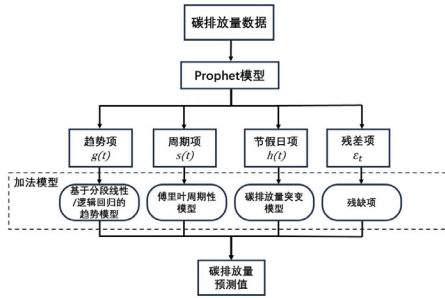 碳排放量数据
Prophet模型
趋势项
g(t)
周期项
s(t)
节假日项
h(t)
残差项
εt
加法模型
基于分段线性
/逻辑回归的
趋势模型
傅里叶周期性
模型
碳排放量突变
模型
残缺项
碳排放量
预测值